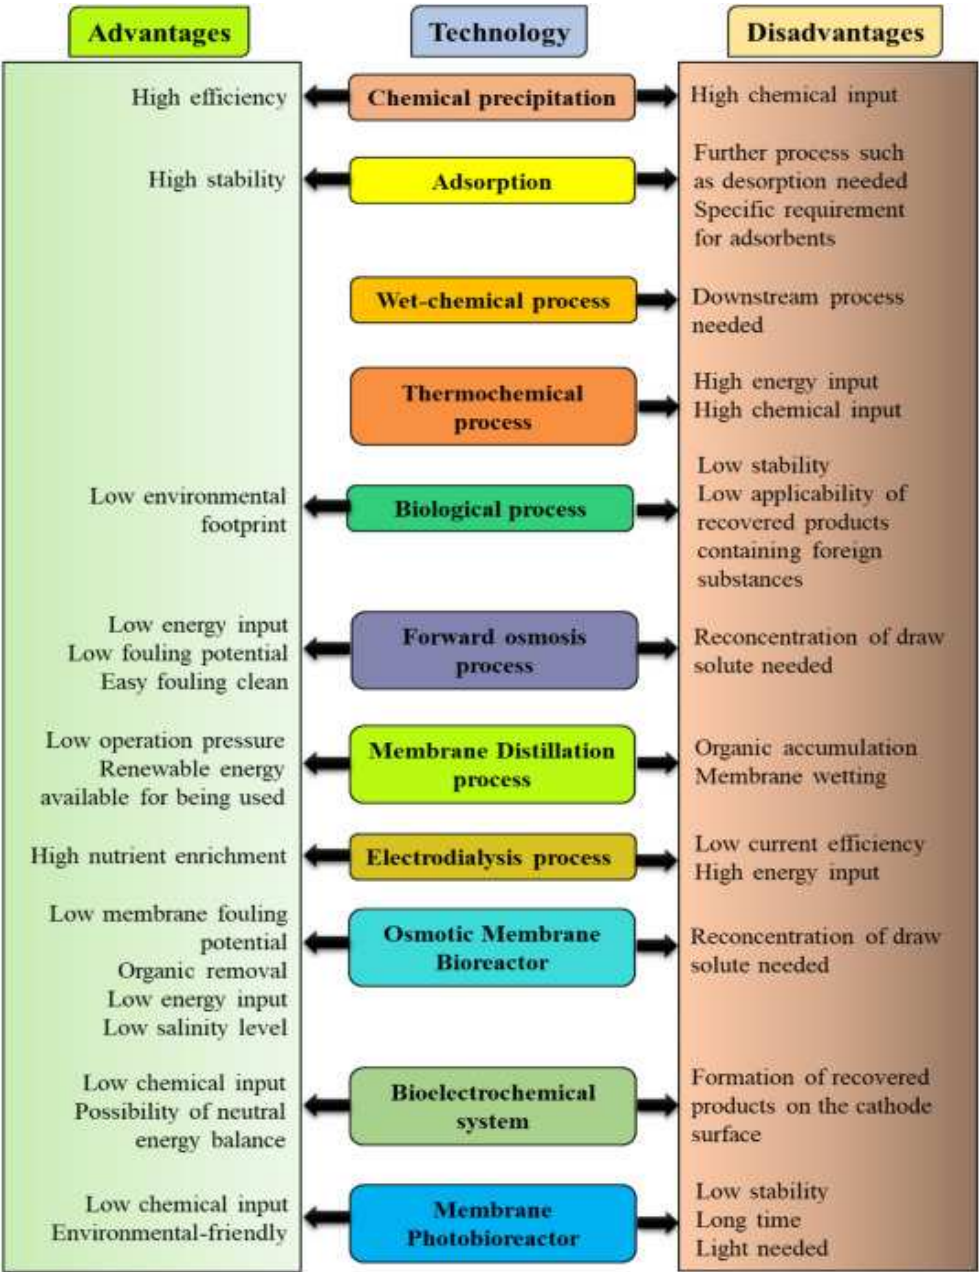 Advantages
Technology
Disadvantages
High efficiency
Chemical precipitation
High chemical input
High stability
Adsorption
Further process such
as desorption needed
Specific requirement
for adsorbents
Wet-chemical process
Downstream process
needed
Thermochemical
process
High energy input
High chemical input
Low environmental
footprint
Biological process
Low stability
Low applicability of
recovered products
containing foreign
substances
Low energy input
Low fouling potential
Easy fouling clean
Forward osmosis
process
Reconcentration of draw
solute needed
Low operation pressure
Renewable energy
available for being used
Membrane Distillation
process
Organic accumulation
Membrane wetting
High nutrient enrichment
Electrodialysis process
Low current efficiency
High energy input
Low membrane fouling
potential
Organic removal
Low energy input
Low salinity level
Osmotic Membrane
Bioreactor
Reconcentration of draw
solute needed
Low chemical input
Possibility of neutral
energy balance
Bioelectrochemical
system
Formation of recovered
products on the cathode
surface
Low chemical input
Environmental-friendly
Membrane
Photobioreactor
Low stability
Long time
Light needed